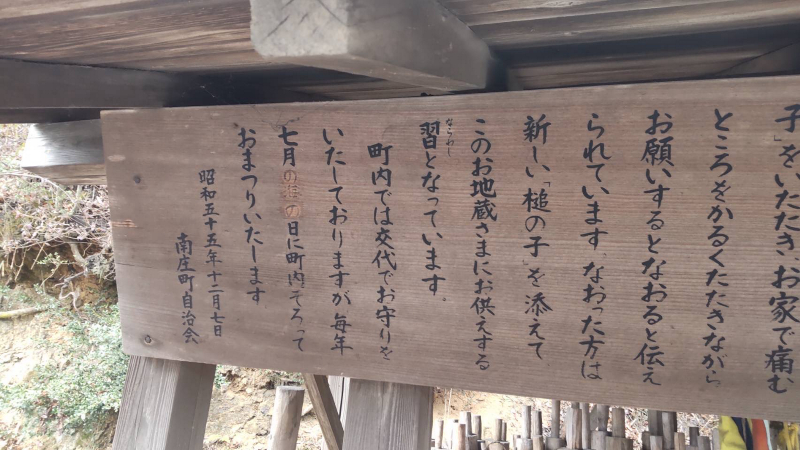 子」をいただき、お家で痛む
ところをかるくたたきながら
お願いするとなおると伝え
られています。なおった方は
新しい「槌の子」を添えて
このお地蔵さまにお供えする
習となっています。
ならわし
町内では交代でお守りを
いたしておりますが、毎年
七月の の日に町内そろって
おまつりいたします
昭和五十五年十二月七日
南庄町自治会